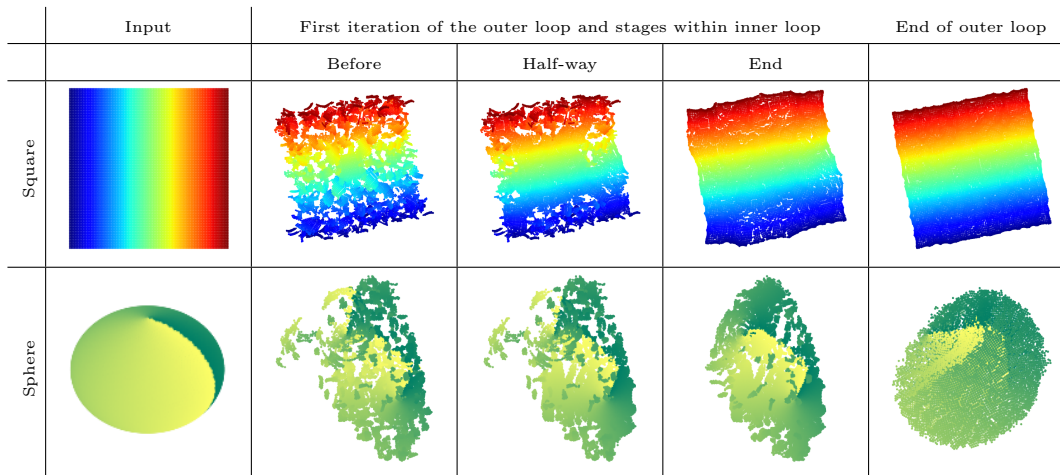 Input First iteration of the outer loop and stages within inner loop End of outer loop
Before Half-way End
Square
Sphere